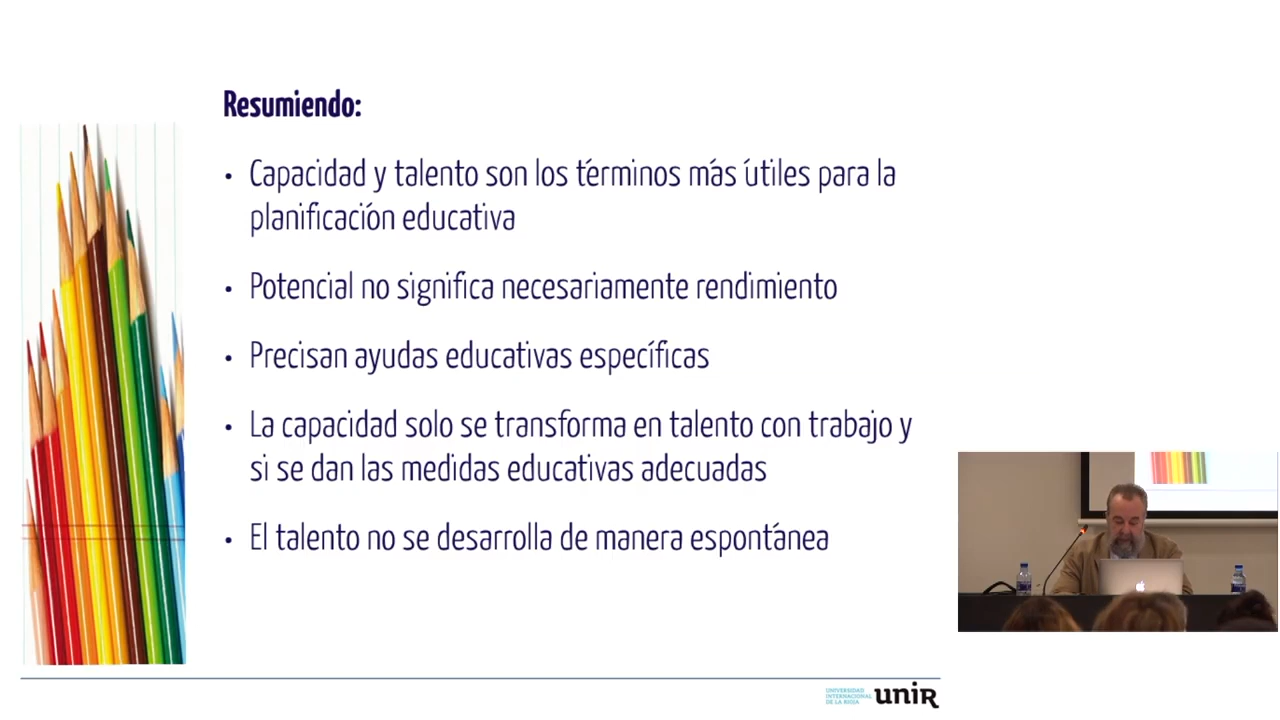 Resumiendo:
• Capacidad y talento son los términos más útiles para la
planificación educativa
• Potencial no significa necesariamente rendimiento
• Precisan ayudas educativas específicas
• La capacidad solo se transforma en talento con trabajo y
si se dan las medidas educativas adecuadas
• El talento no se desarrolla de manera espontánea
UNIVERSIDAD
INTERNACIONAL
DE LA RIOJA
unir